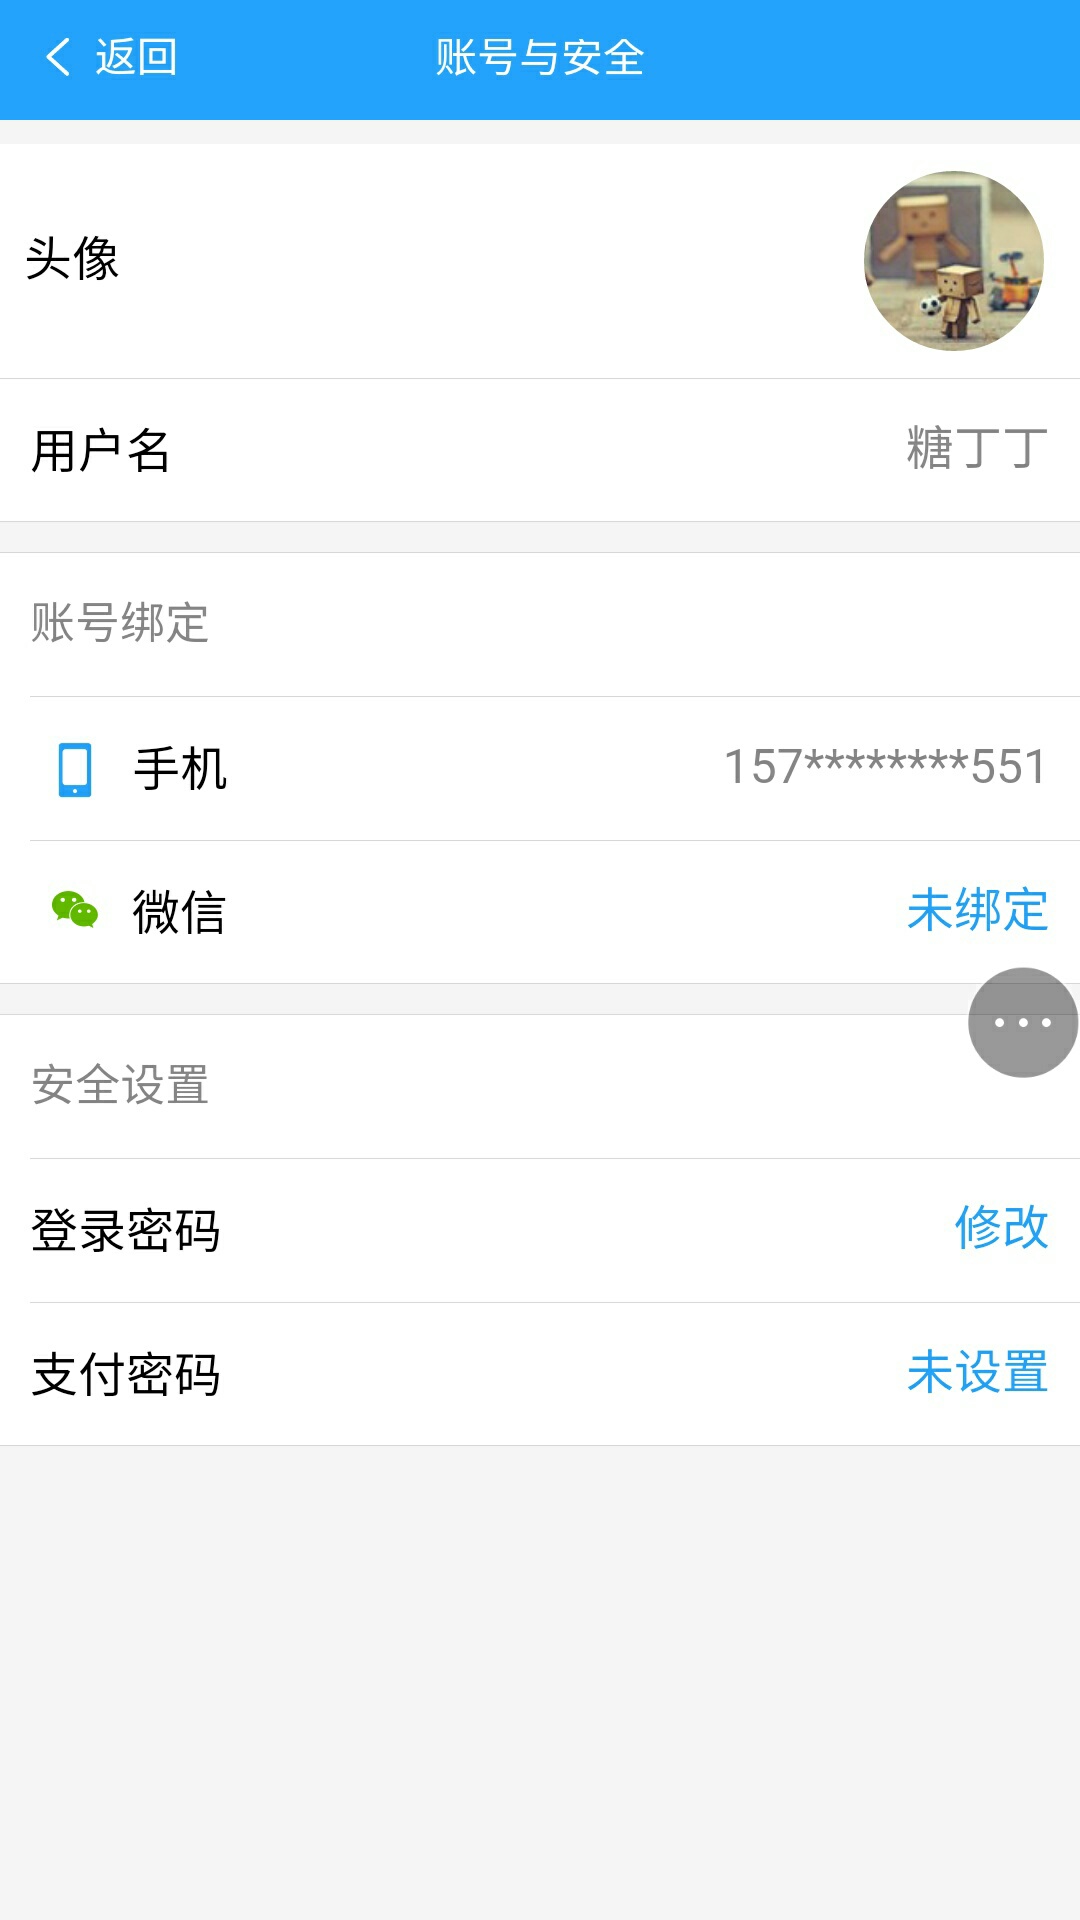 返回
账号与安全
头像
用户名 糖丁丁
账号绑定
手机 157********551
微信 未绑定
安全设置
登录密码 修改
支付密码 未设置